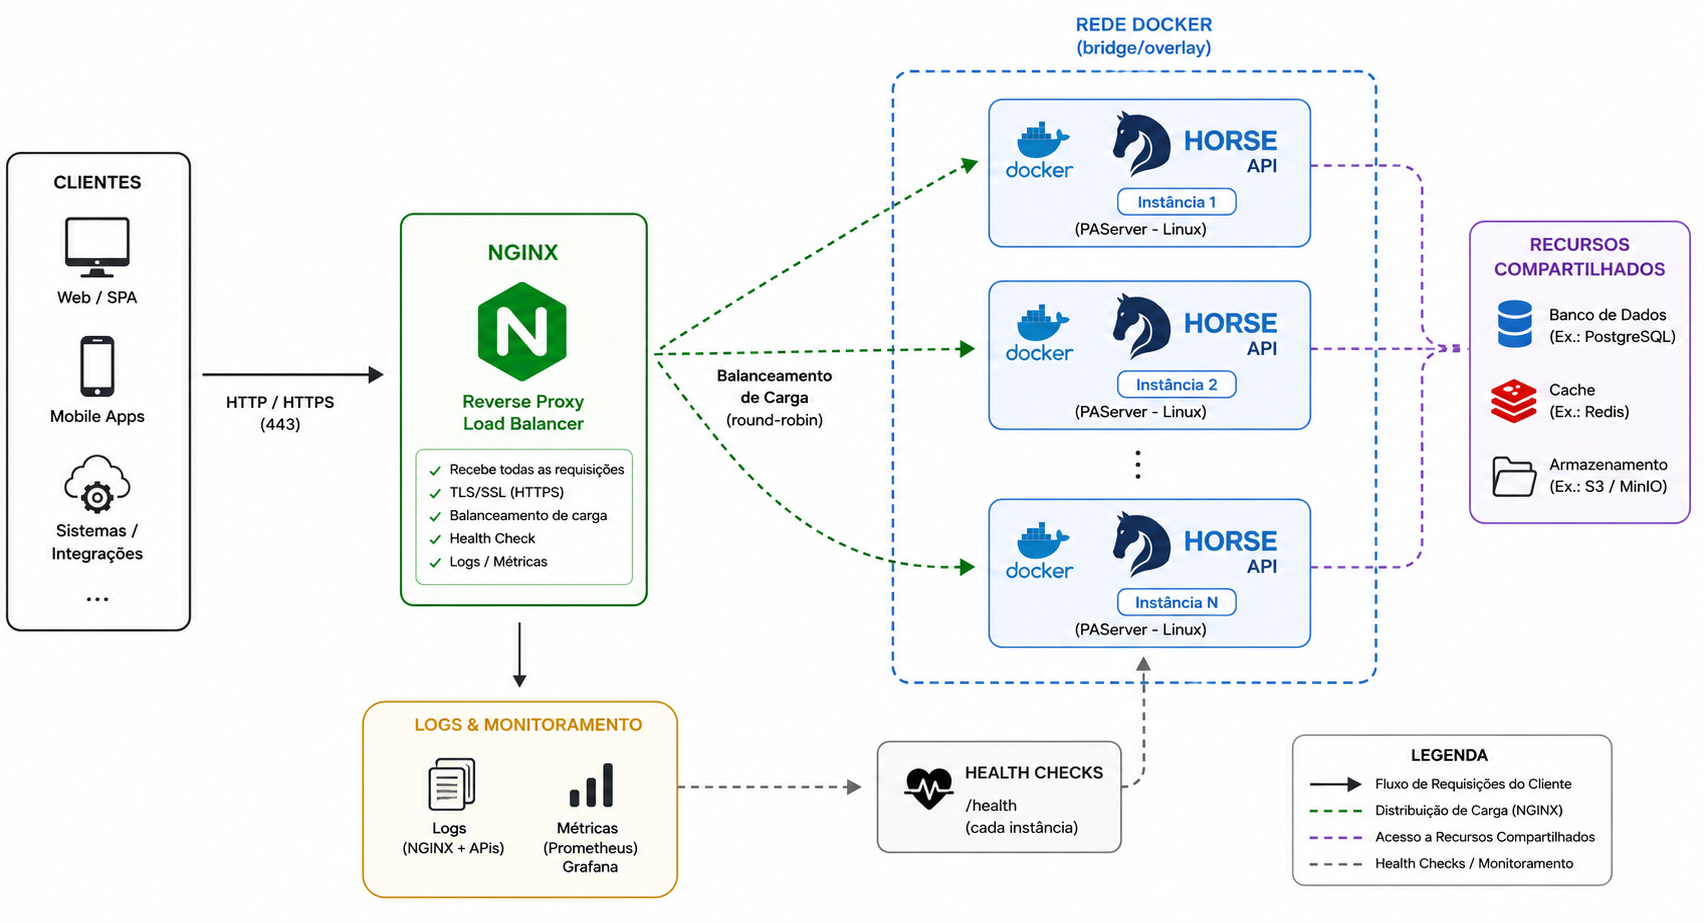 REDE DOCKER
(bridge/overlay)
CLIENTES
Web / SPA
Mobile Apps
Sistemas /
Integrações
...
HTTP / HTTPS
(443)
NGINX
N
Reverse Proxy
Load Balancer
Recebe todas as requisições
TLS/SSL (HTTPS)
Balanceamento de carga
Health Check
Logs / Métricas
Balanceamento
de Carga
(round-robin)
docker
HORSE
API
Instância 1
(PAServer - Linux)
docker
HORSE
API
Instância 2
(PAServer - Linux)
docker
HORSE
API
Instância N
(PAServer - Linux)
RECURSOS
COMPARTILHADOS
Banco de Dados
(Ex.: PostgreSQL)
Cache
(Ex.: Redis)
Armazenamento
(Ex.: S3 / MinIO)
LOGS & MONITORAMENTO
Logs
(NGINX + APIs)
Métricas
(Prometheus)
Grafana
HEALTH CHECKS
/health
(cada instância)
LEGENDA
Fluxo de Requisições do Cliente
Distribuição de Carga (NGINX)
Acesso a Recursos Compartilhados
Health Checks / Monitoramento